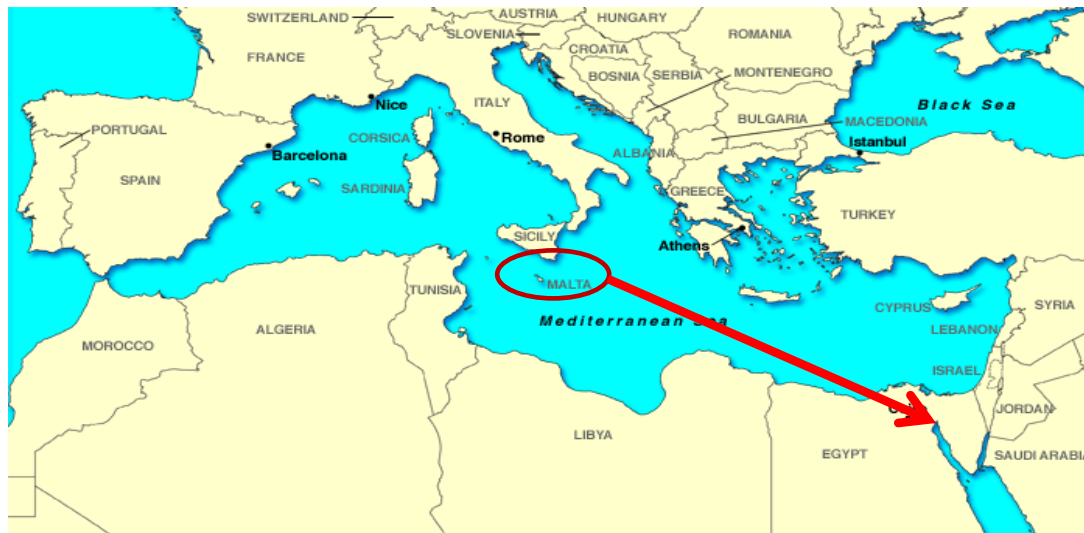 SWITZERLAND
AUSTRIA
HUNGARY
SLOVENIA
ROMANIA
FRANCE
CROATIA
BOSNIA
SERBIA
MONTENEGRO
Nice
ITALY
Black Sea
PORTUGAL
CORSICA
Rome
BULGARIA
MACEDONIA
Istanbul
Barcelona
ALBANIA
SPAIN
SARDINIA
GREECE
TURKEY
SICILY
Athens
TUNISIA
MALTA
CYPRUS
SYRIA
Mediterranean Sea
ALGERIA
LEBANON
MOROCCO
ISRAEL
JORDAN
LIBYA
EGYPT
SAUDI ARABIA